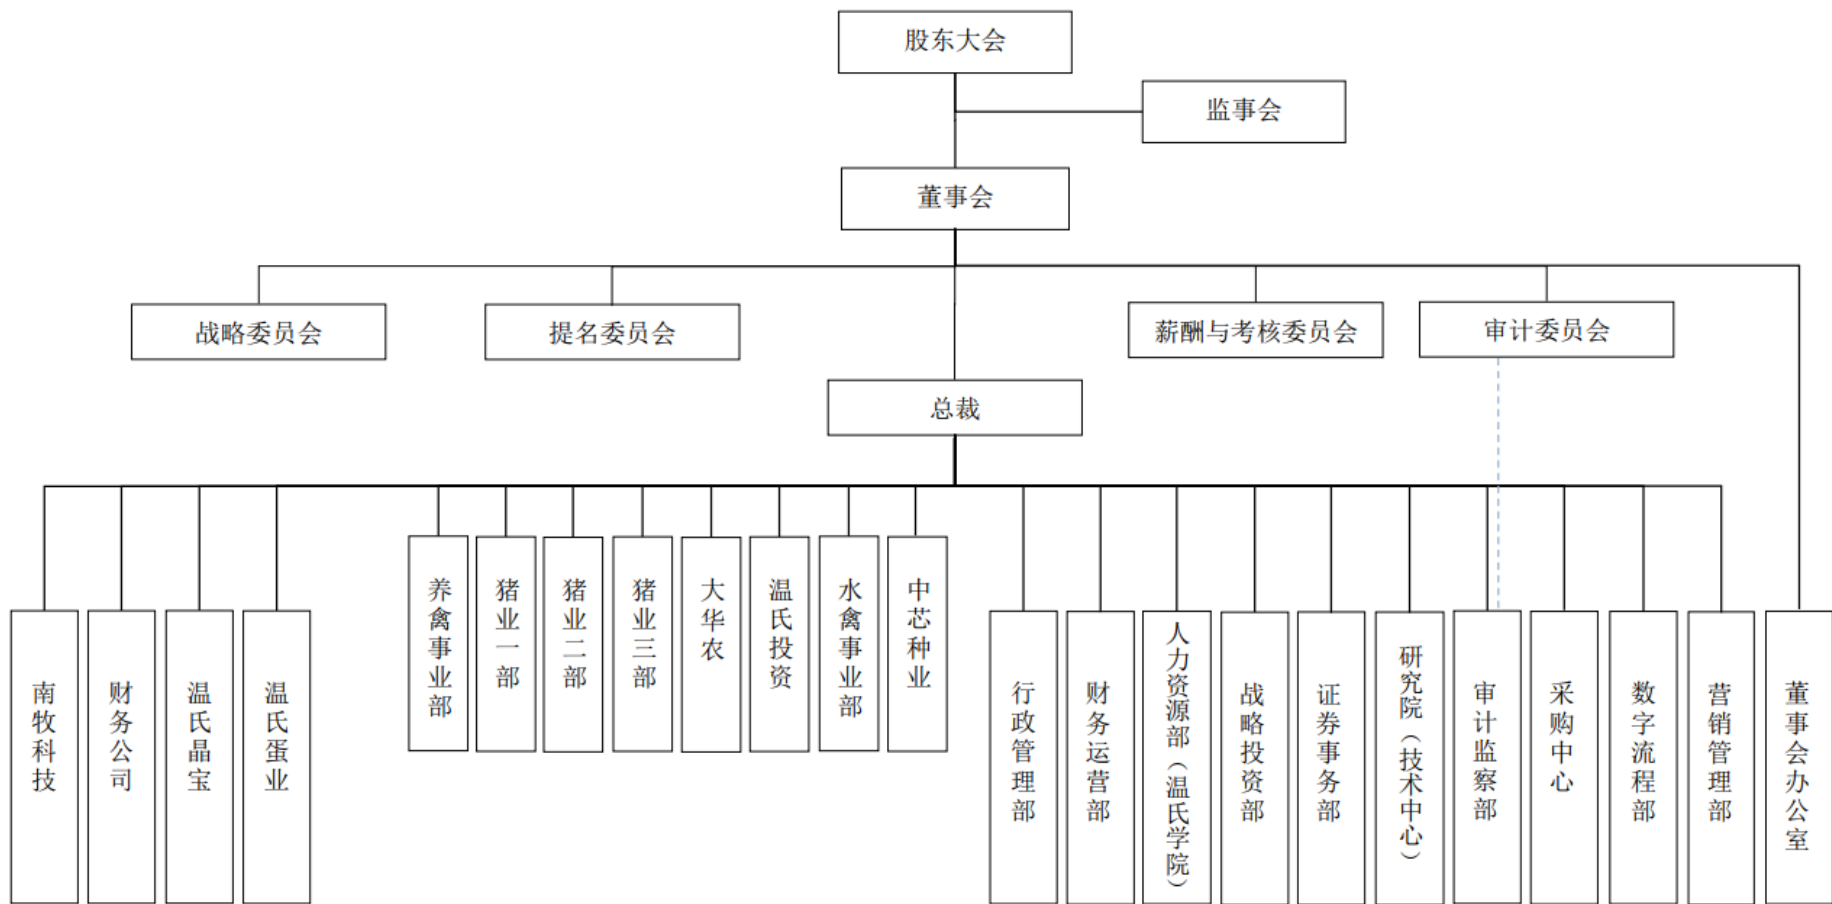 股东大会
监事会
董事会
战略委员会
提名委员会
薪酬与考核委员会
审计委员会
总裁
养禽事业部
猪业一部
猪业二部
猪业三部
大华农
温氏投资
水禽事业部
中芯种业
南牧科技
财务公司
温氏晶宝
温氏蛋业
行政管理部
财务运营部
人力资源部（温氏学院）
战略投资部
证券事务部
研究院（技术中心）
审计监察部
采购中心
数字流程部
营销管理部
董事会办公室